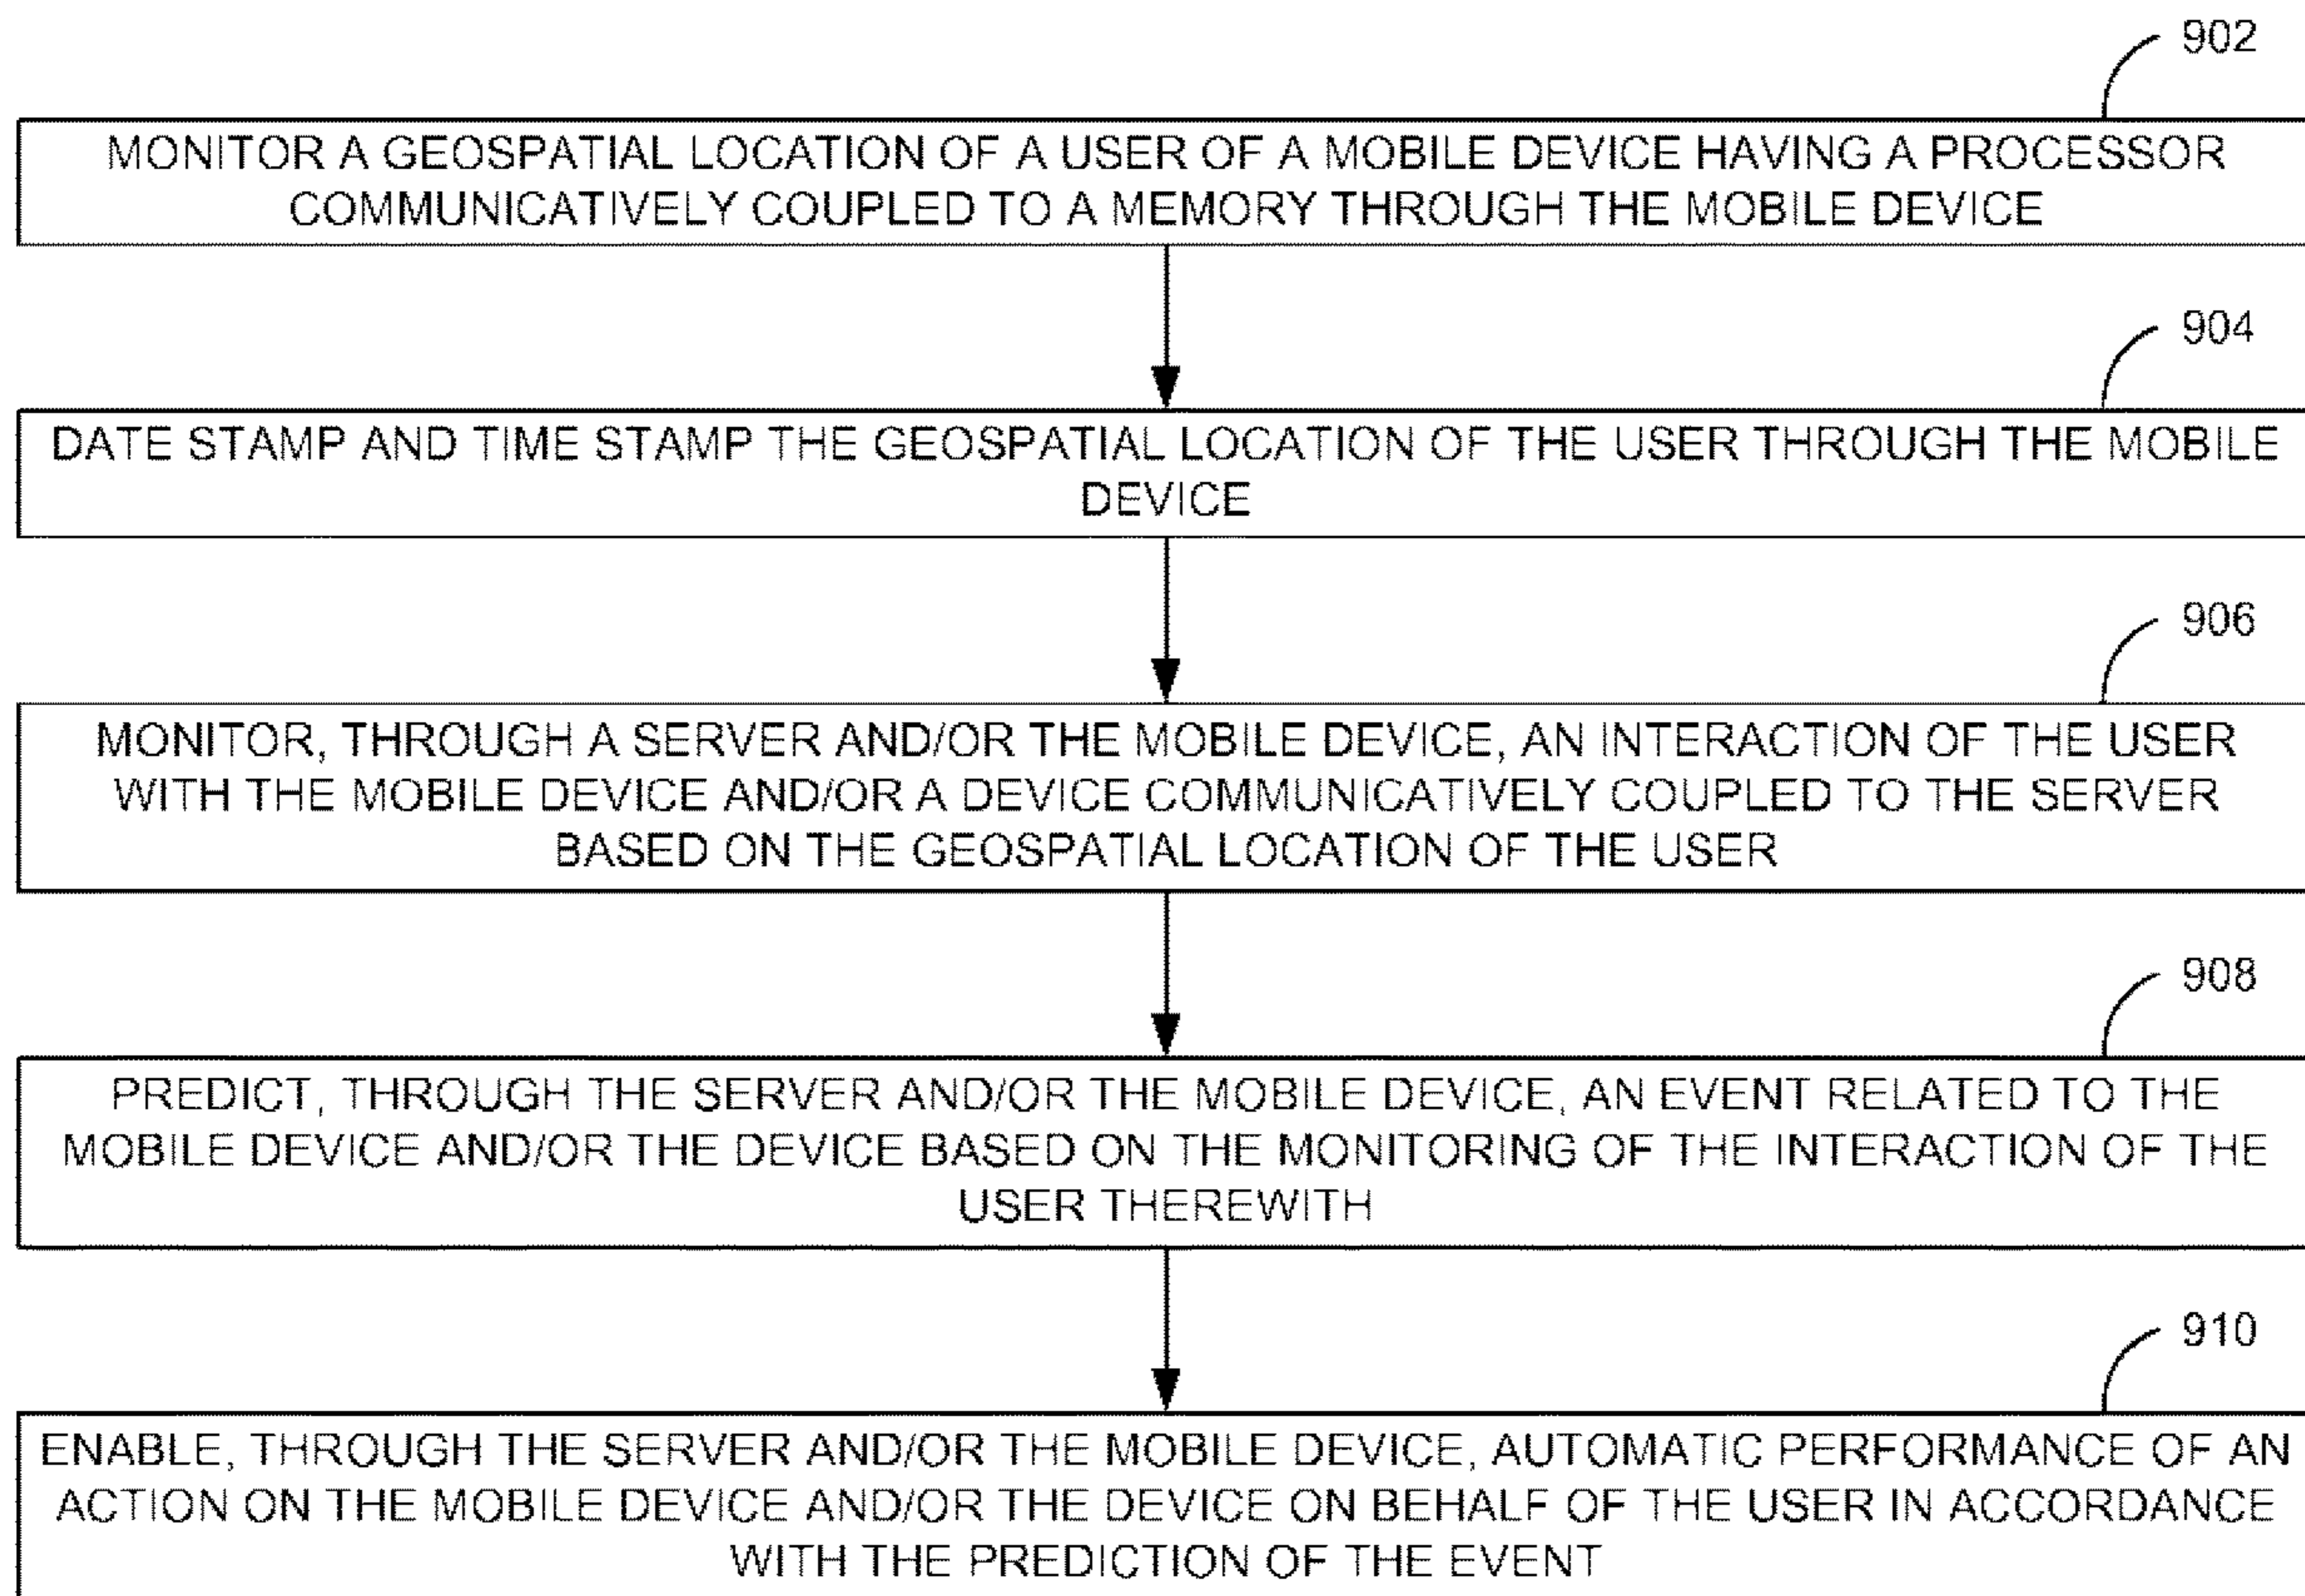 902
MONITOR A GEOSPATIAL LOCATION OF A USER OF A MOBILE DEVICE HAVING A PROCESSOR
COMMUNICATIVELY COUPLED TO A MEMORY THROUGH THE MOBILE DEVICE
904
DATE STAMP AND TIME STAMP THE GEOSPATIAL LOCATION OF THE USER THROUGH THE MOBILE
DEVICE
906
MONITOR, THROUGH A SERVER AND/OR THE MOBILE DEVICE, AN INTERACTION OF THE USER
WITH THE MOBILE DEVICE AND/OR A DEVICE COMMUNICATIVELY COUPLED TO THE SERVER
BASED ON THE GEOSPATIAL LOCATION OF THE USER
908
PREDICT, THROUGH THE SERVER AND/OR THE MOBILE DEVICE, AN EVENT RELATED TO THE
MOBILE DEVICE AND/OR THE DEVICE BASED ON THE MONITORING OF THE INTERACTION OF THE
USER THEREWITH
910
ENABLE, THROUGH THE SERVER AND/OR THE MOBILE DEVICE, AUTOMATIC PERFORMANCE OF AN
ACTION ON THE MOBILE DEVICE AND/OR THE DEVICE ON BEHALF OF THE USER IN ACCORDANCE
WITH THE PREDICTION OF THE EVENT